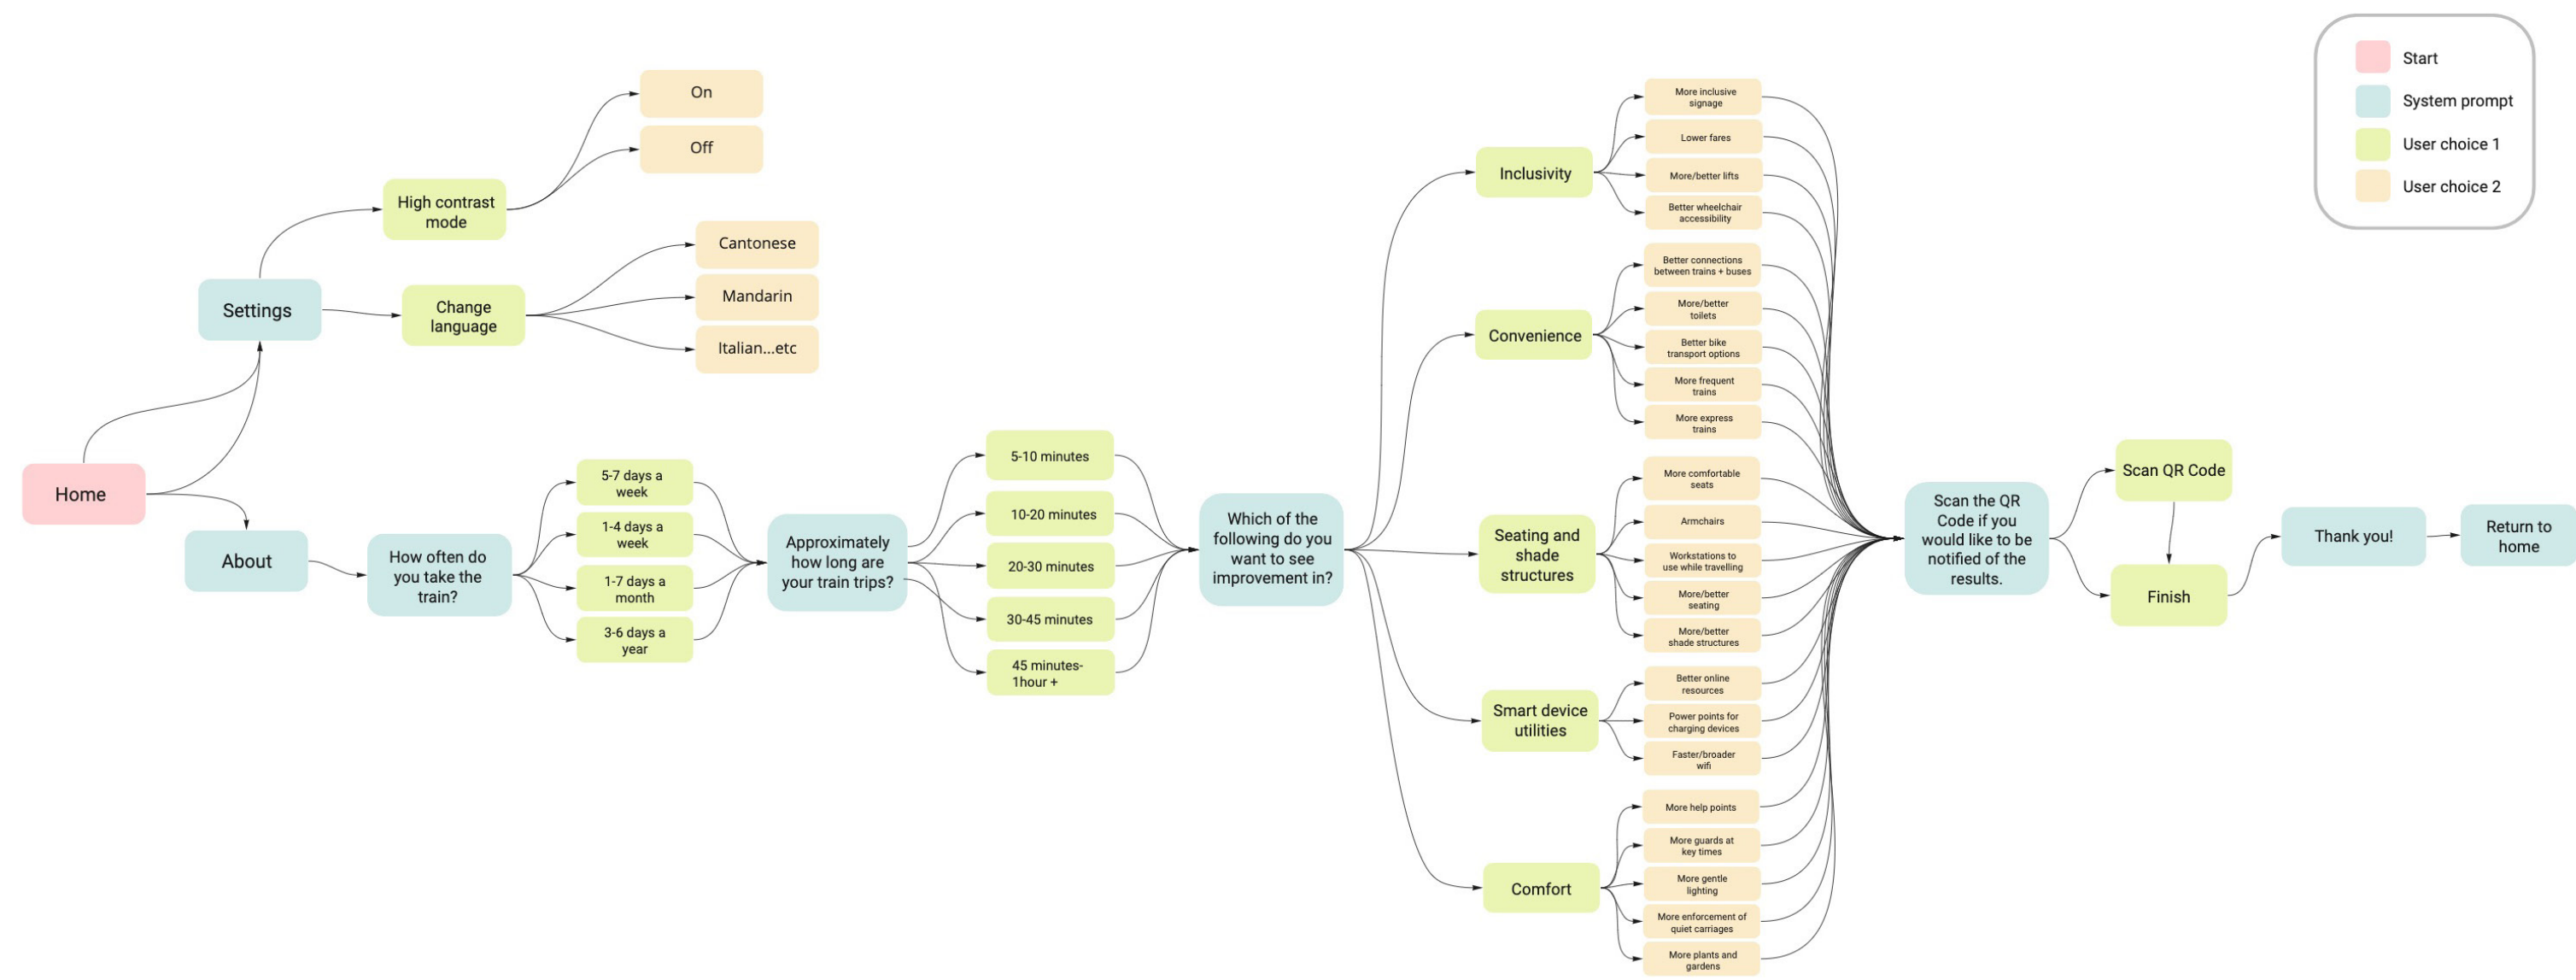 Start
System prompt
User choice 1
User choice 2
On
Off
High contrast
mode
Cantonese
Mandarin
Italian...etc
Settings
Change
language
Home
About
How often do
you take the
train?
5-7 days a
week
1-4 days a
week
1-7 days a
month
3-6 days a
year
Approximately
how long are
your train trips?
5-10 minutes
10-20 minutes
20-30 minutes
30-45 minutes
45 minutes-
1hour +
Which of the
following do you
want to see
improvement in?
Inclusivity
More inclusive
signage
Lower fares
More/better lifts
Better wheelchair
accessibility
Convenience
Better connections
between trains + buses
More/better
toilets
Better bike
transport options
More frequent
trains
More express
trains
Seating and
shade
structures
More comfortable
seats
Armchairs
Workstations to
use while travelling
More/better
seating
More/better
shade structures
Smart device
utilities
Better online
resources
Power points for
charging devices
Faster/broader
wifi
Comfort
More help points
More guards at
key times
More gentle
lighting
More enforcement of
quiet carriages
More plants and
gardens
Scan the QR
Code if you
would like to be
notified of the
results.
Scan QR Code
Finish
Thank you!
Return to
home